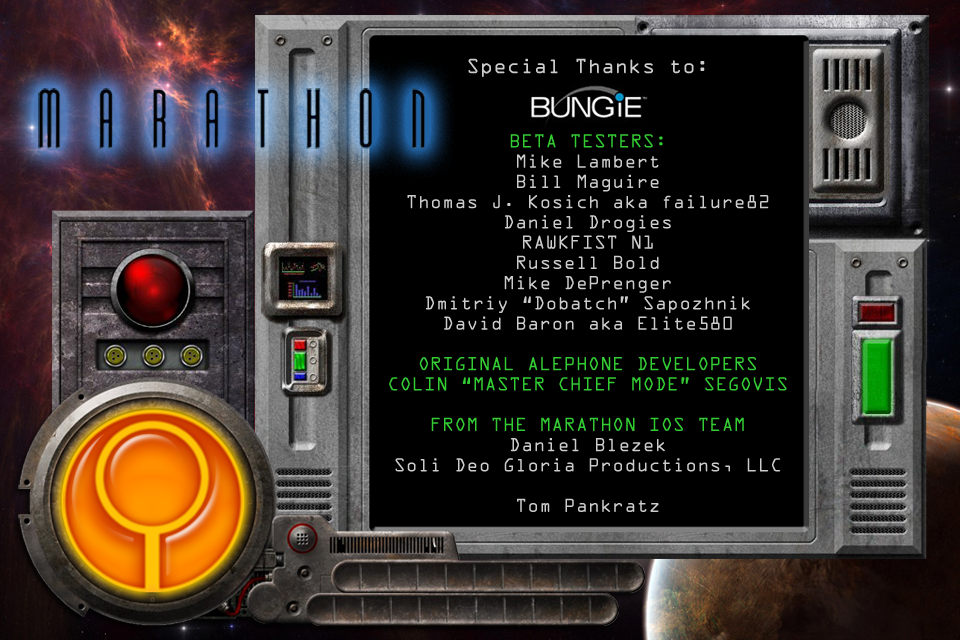 MARATHON
Special Thanks to:
BUNGiE™
BETA TESTERS:
Mike Lambert
Bill Maguire
Thomas J. Kosich aka failure82
Daniel Drogies
RAWKFIST N1
Russell Bold
Mike DePrenger
Dmitriy “Dobatch” Sapozhnik
David Baron aka Elite580
ORIGINAL ALEPHONE DEVELOPERS
COLIN “MASTER CHIEF MODE” SEGOVIS
FROM THE MARATHON IOS TEAM
Daniel Blezek
Soli Deo Gloria Productions, LLC
Tom Pankratz